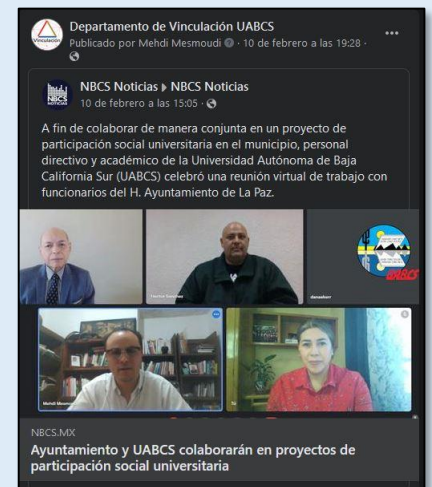 Vinculación
Departamento de Vinculación UABCS
Publicado por Mehdi Mesmoudi · 10 de febrero a las 19:28 ·
NBCS
NOTICIAS
NBCS Noticias ▸ NBCS Noticias
10 de febrero a las 15:05 ·
A fin de colaborar de manera conjunta en un proyecto de
participación social universitaria en el municipio, personal
directivo y académico de la Universidad Autónoma de Baja
California Sur (UABCS) celebró una reunión virtual de trabajo con
funcionarios del H. Ayuntamiento de La Paz.
UABCS
NBCS.MX
Ayuntamiento y UABCS colaborarán en proyectos de
participación social universitaria